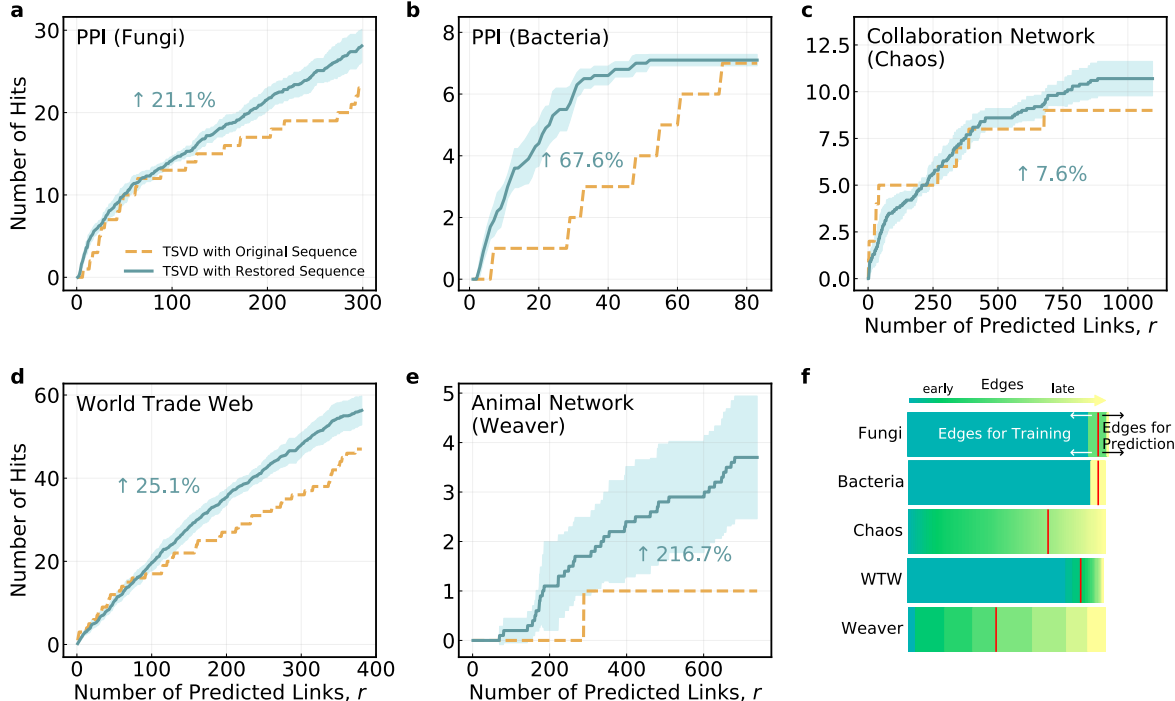 a
PPI (Fungi)
↑ 21.1%
Number of Hits
30
20
10
0
0
100
200
300
TSVD with Original Sequence
TSVD with Restored Sequence
b
PPI (Bacteria)
↑ 67.6%
8
6
4
2
0
0
20
40
60
80
c
Collaboration Network
(Chaos)
↑ 7.6%
12.5
10.0
7.5
5.0
2.5
0.0
0
250
500
750
1000
Number of Predicted Links, r
d
World Trade Web
↑ 25.1%
Number of Hits
60
40
20
0
0
100
200
300
400
Number of Predicted Links, r
e
Animal Network
(Weaver)
↑ 216.7%
5
4
3
2
1
0
0
200
400
600
Number of Predicted Links, r
f
early
Edges
late
Fungi
Edges for Training
Edges for
Prediction
Bacteria
Chaos
WTW
Weaver